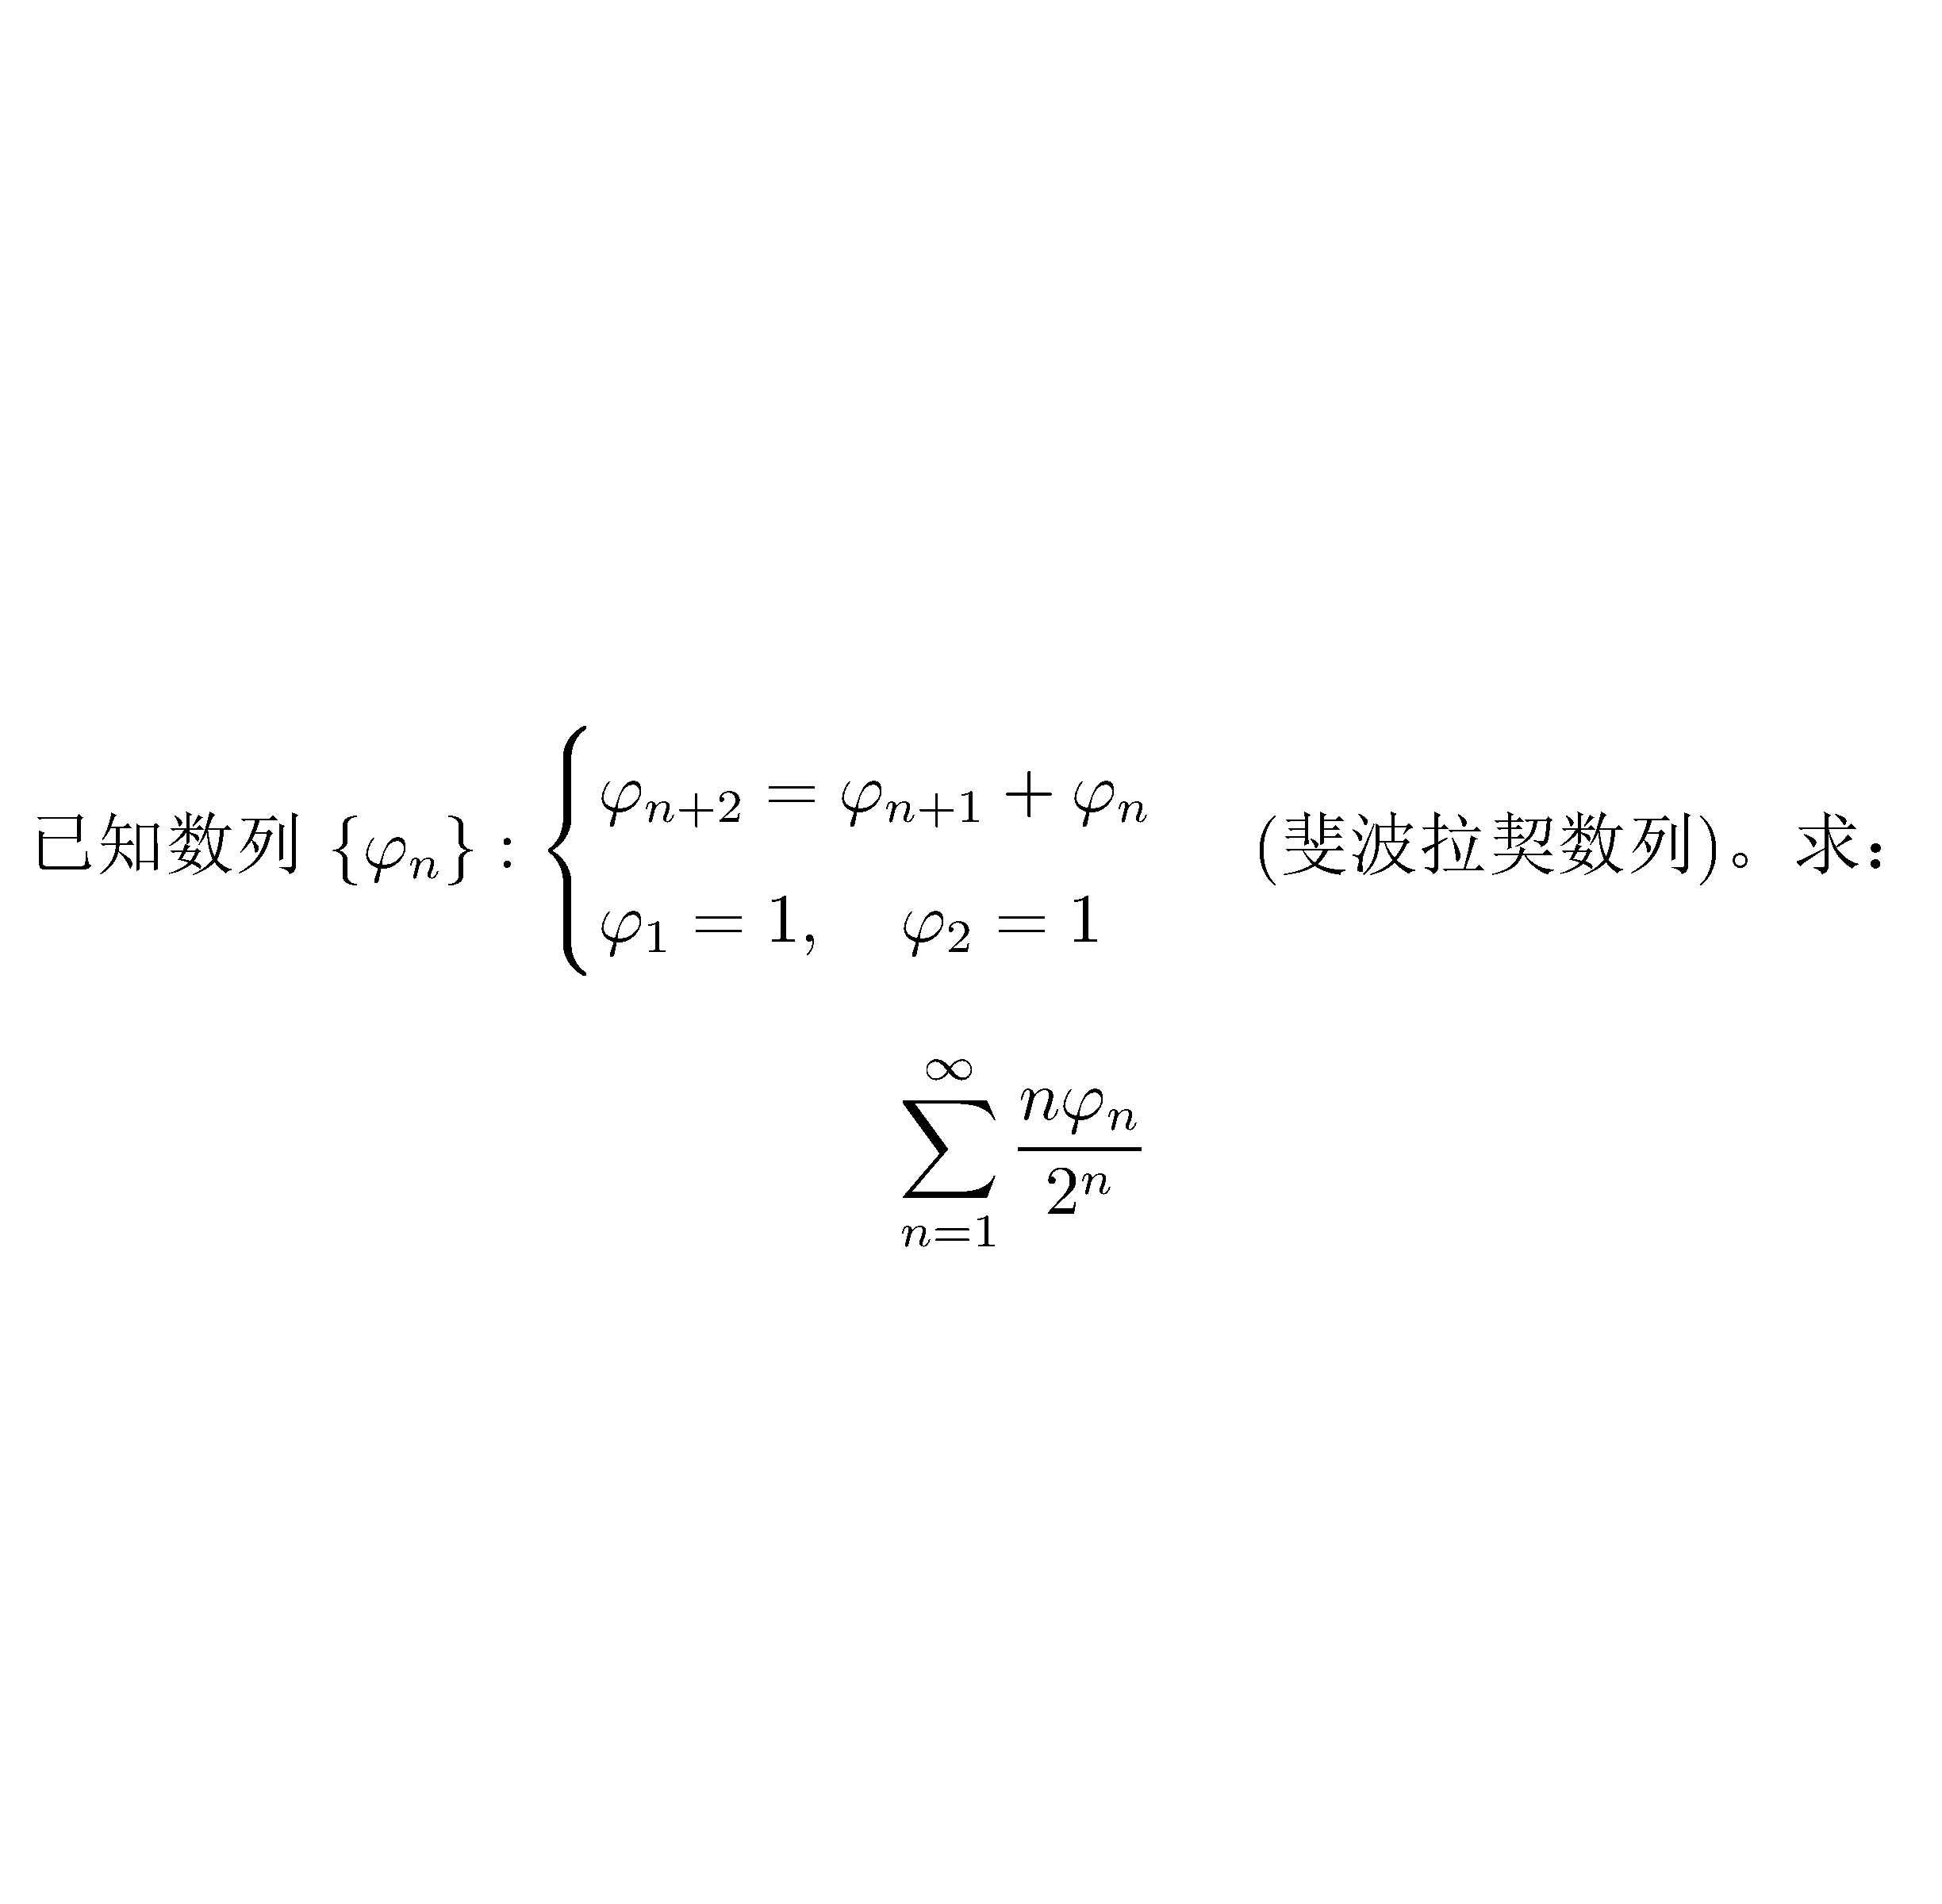 已知数列 $\{\varphi_n\}: \begin{cases} \varphi_{n+2} = \varphi_{n+1} + \varphi_n \\ \varphi_1 = 1, \quad \varphi_2 = 1 \end{cases}$ (斐波拉契数列)。求：
$\sum_{n=1}^{\infty} \frac{n\varphi_n}{2^n}$